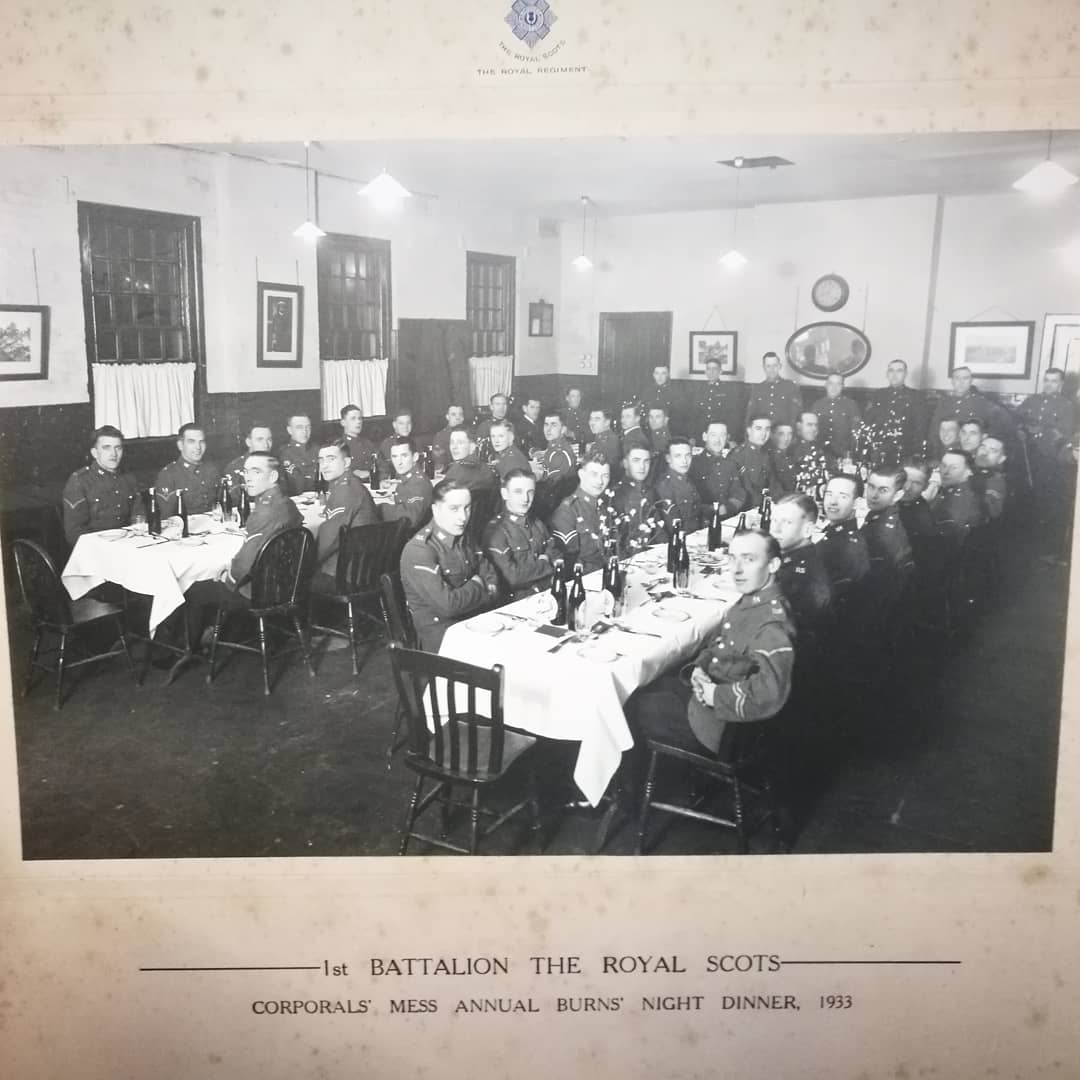 THE ROYAL SCOTS
THE ROYAL REGIMENT.
1st BATTALION THE ROYAL SCOTS
CORPORALS' MESS ANNUAL BURNS' NIGHT DINNER, 1933